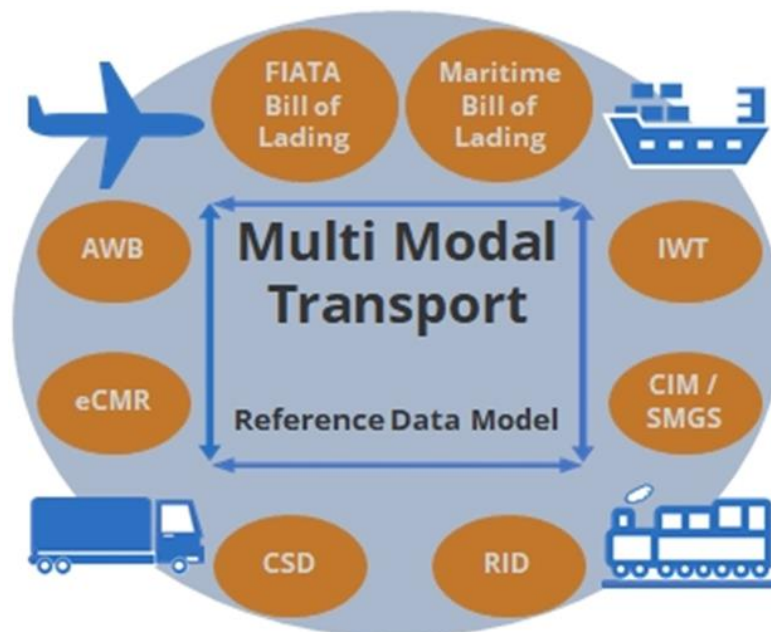 FIATA
Bill of
Lading
Maritime
Bill of
Lading
AWB
Multi Modal
Transport
IWT
eCMR
Reference Data Model
CIM /
SMGS
CSD
RID